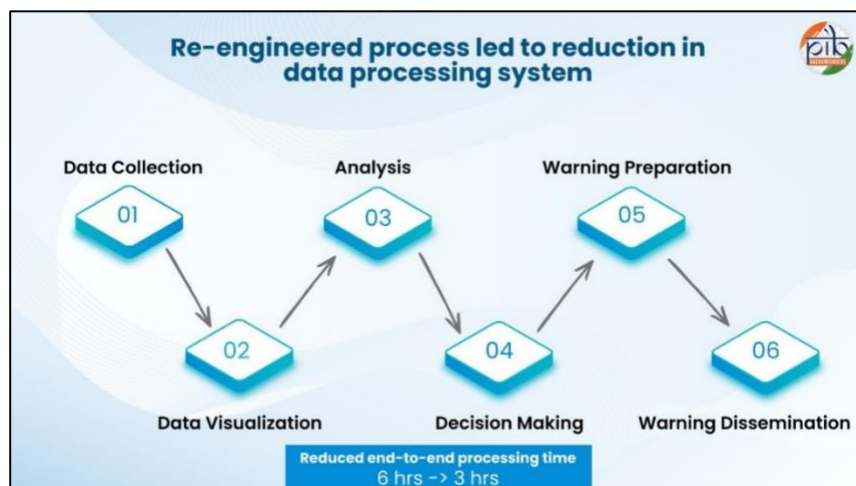 Re-engineered process led to reduction in
data processing system
pib
Data Collection
01
Data Visualization
02
Analysis
03
Decision Making
04
Warning Preparation
05
Warning Dissemination
06
Reduced end-to-end processing time
6 hrs -> 3 hrs